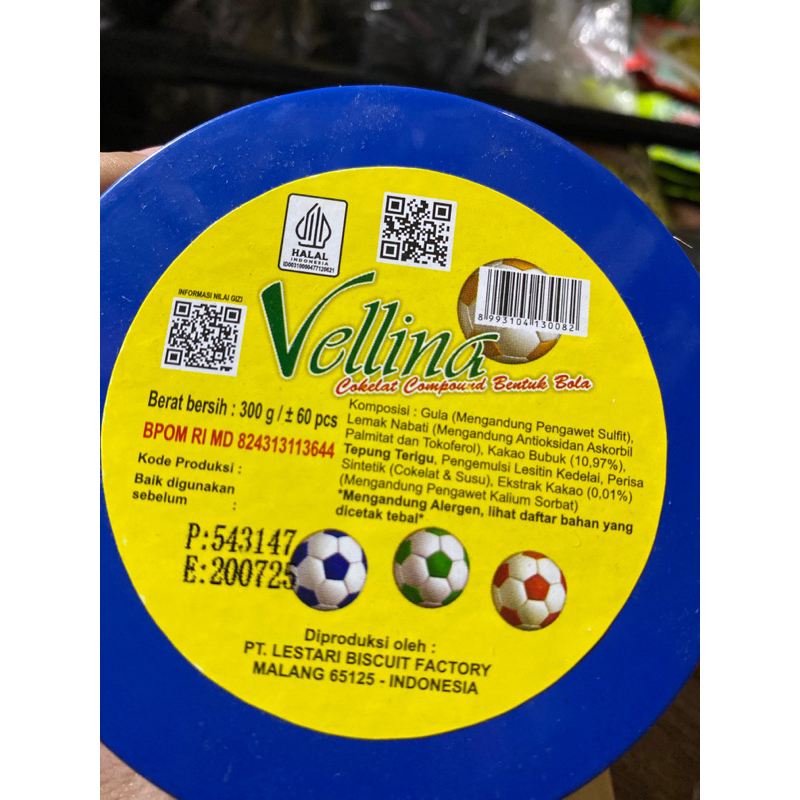 HALAL
INDONESIA
ID00310000477120621
INFORMASI NILAI GIZI
8 993104 130082
Vellina
Cokelat Compound Bentuk Bola
Berat bersih : 300 g / ± 60 pcs
BPOM RI MD 824313113644
Kode Produksi :
Baik digunakan
sebelum :
Komposisi : Gula (Mengandung Pengawet Sulfit),
Lemak Nabati (Mengandung Antioksidan Askorbil
Palmitat dan Tokoferol), Kakao Bubuk (10,97%),
Tepung Terigu, Pengemulsi Lesitin Kedelai, Perisa
Sintetik (Cokelat & Susu), Ekstrak Kakao (0,01%)
(Mengandung Pengawet Kalium Sorbat)
*Mengandung Alergen, lihat daftar bahan yang
dicetak tebal*
P:543147
E:200725
Diproduksi oleh :
PT. LESTARI BISCUIT FACTORY
MALANG 65125 - INDONESIA